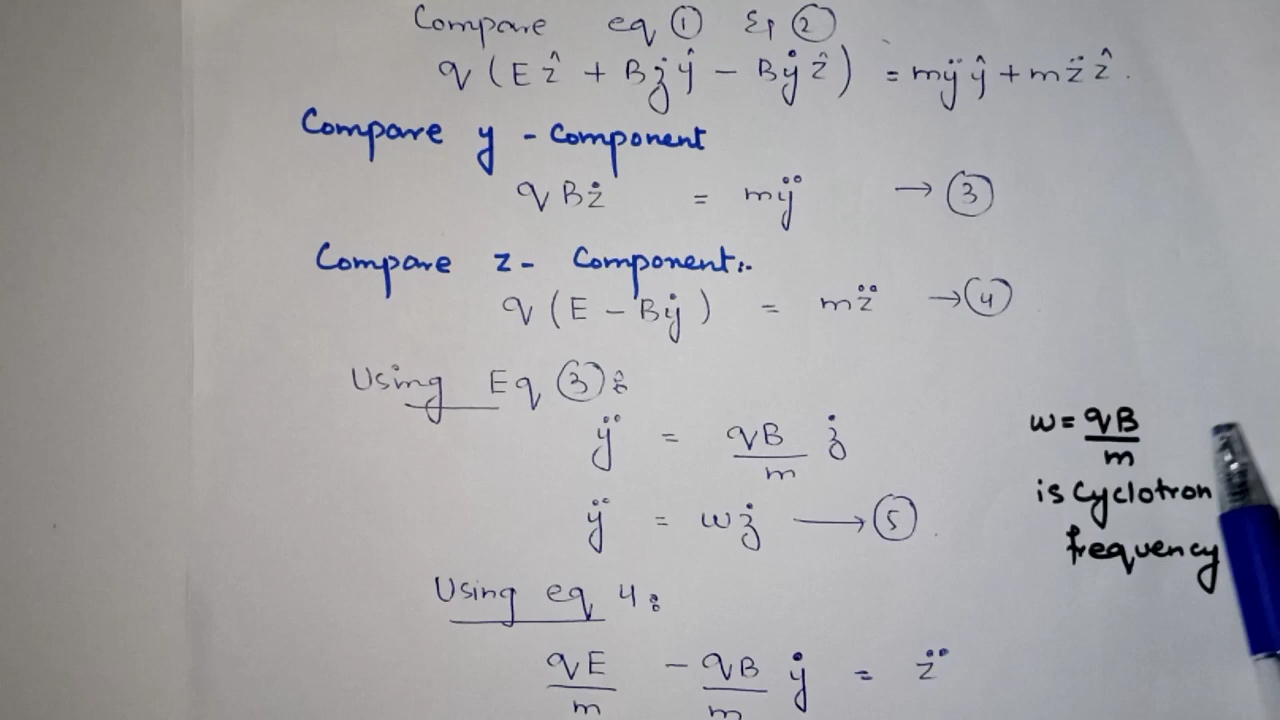 Compare eq ① & ②
q (E ẑ + B ż ŷ − B ẏ ẑ) = m ÿ ŷ + m z̈ ẑ.
Compare y - Component
q B ż = m ÿ → ③
Compare z - Component:-
q (E − B ẏ) = m z̈ → ④
Using Eq ③:
ÿ = qB/m ż
ÿ = w ż → ⑤
w = qB/m
is Cyclotron
frequency
Using eq 4:
qE/m − qB/m ẏ = z̈